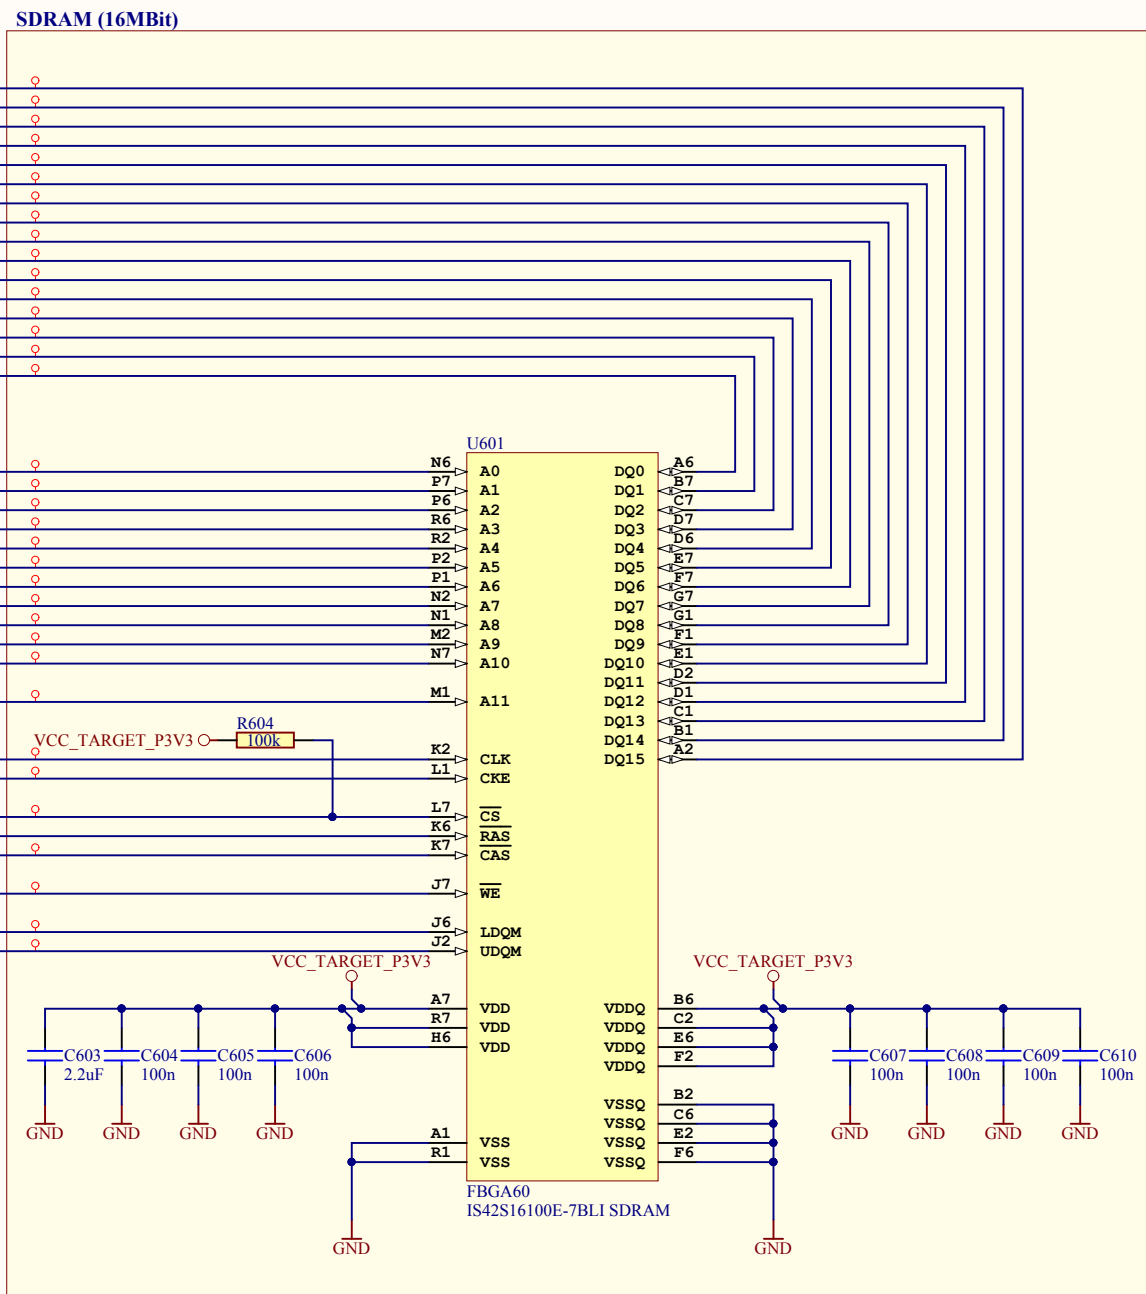 SDRAM (16MBit)
U601
N6 A0 DQ0 A6
P7 A1 DQ1 B7
P6 A2 DQ2 C7
R6 A3 DQ3 D7
R2 A4 DQ4 D6
P2 A5 DQ5 E7
P1 A6 DQ6 F7
N2 A7 DQ7 G7
N1 A8 DQ8 G1
M2 A9 DQ9 F1
N7 A10 DQ10 E1
DQ11 D2
M1 A11 DQ12 D1
DQ13 C1
R604
VCC_TARGET_P3V3 100k DQ14 B1
K2 CLK DQ15 A2
L1 CKE
L7 CS
K6 RAS
K7 CAS
J7 WE
J6 LDQM
J2 UDQM
VCC_TARGET_P3V3 VCC_TARGET_P3V3
A7 VDD VDDQ B6
R7 VDD VDDQ C2
H6 VDD VDDQ E6
C603 C604 C605 C606 C607 C608 C609 C610
VDDQ F2
2.2uF 100n 100n 100n 100n 100n 100n 100n
VSSQ B2
VSSQ C6
GND GND GND GND GND GND GND GND
A1 VSS VSSQ E2
R1 VSS VSSQ F6
FBGA60
IS42S16100E-7BLI SDRAM
GND GND